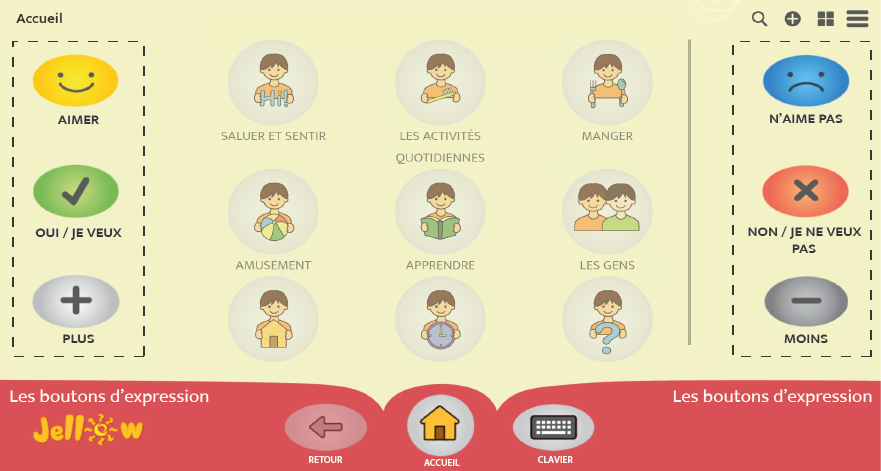 Accueil
AIMER
OUI / JE VEUX
PLUS
SALUER ET SENTIR
LES ACTIVITÉS
QUOTIDIENNES
MANGER
AMUSEMENT
APPRENDRE
LES GENS
N'AIME PAS
NON / JE NE VEUX
PAS
MOINS
Les boutons d'expression
Les boutons d'expression
Jellow
RETOUR
ACCUEIL
CLAVIER